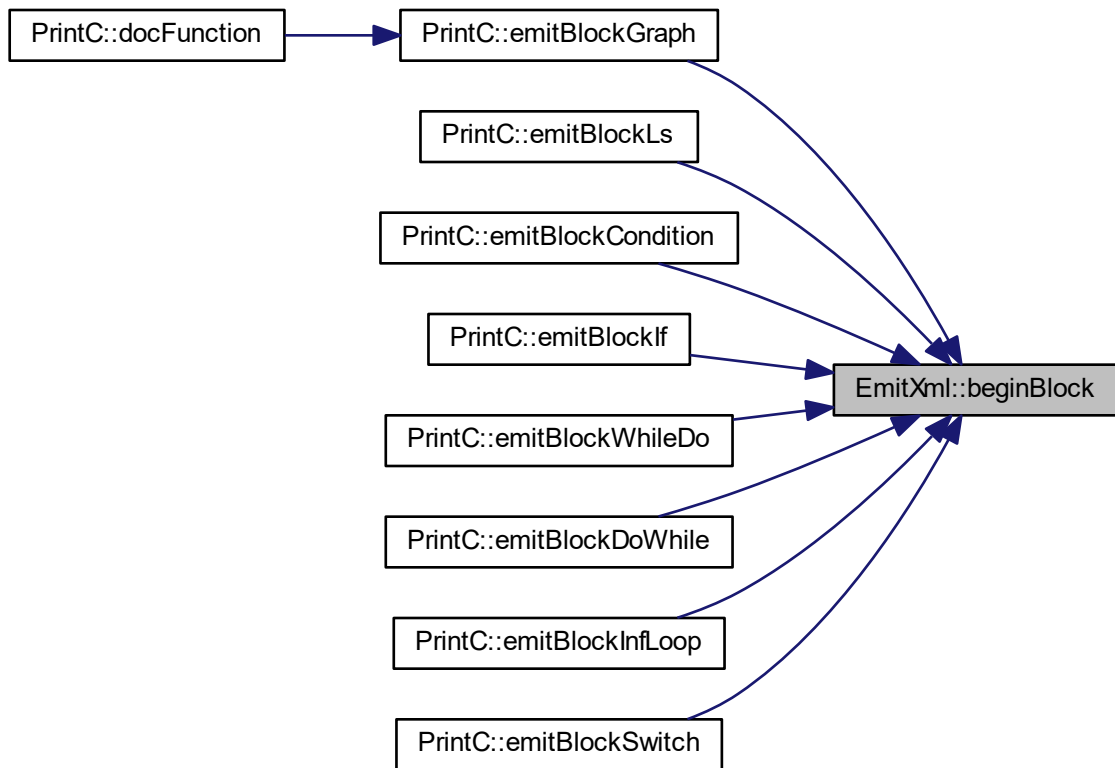 PrintC::docFunction
PrintC::emitBlockGraph
PrintC::emitBlockLs
PrintC::emitBlockCondition
PrintC::emitBlockIf
EmitXml::beginBlock
PrintC::emitBlockWhileDo
PrintC::emitBlockDoWhile
PrintC::emitBlockInfLoop
PrintC::emitBlockSwitch